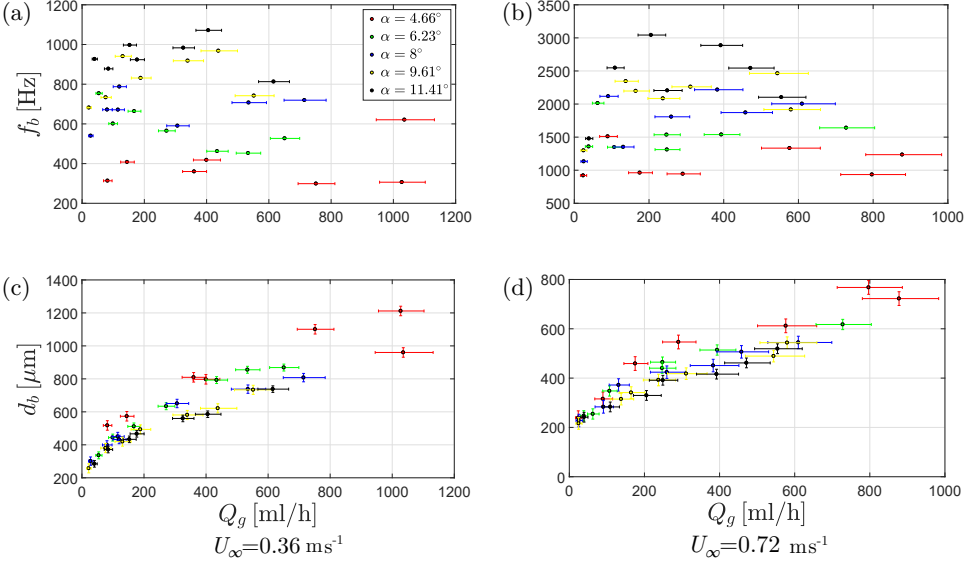 (a)
(b)
1200
1000
800
600
400
200
f_b [Hz]
α = 4.66°
α = 6.23°
α = 8°
α = 9.61°
α = 11.41°
0 200 400 600 800 1000 1200
3500
3000
2500
2000
1500
1000
500
0 200 400 600 800 1000
(c)
(d)
1400
1200
1000
800
600
400
200
d_b [μm]
0 200 400 600 800 1000 1200
Q_g [ml/h]
U_∞=0.36 ms⁻¹
800
600
400
200
0
0 200 400 600 800 1000
Q_g [ml/h]
U_∞=0.72 ms⁻¹